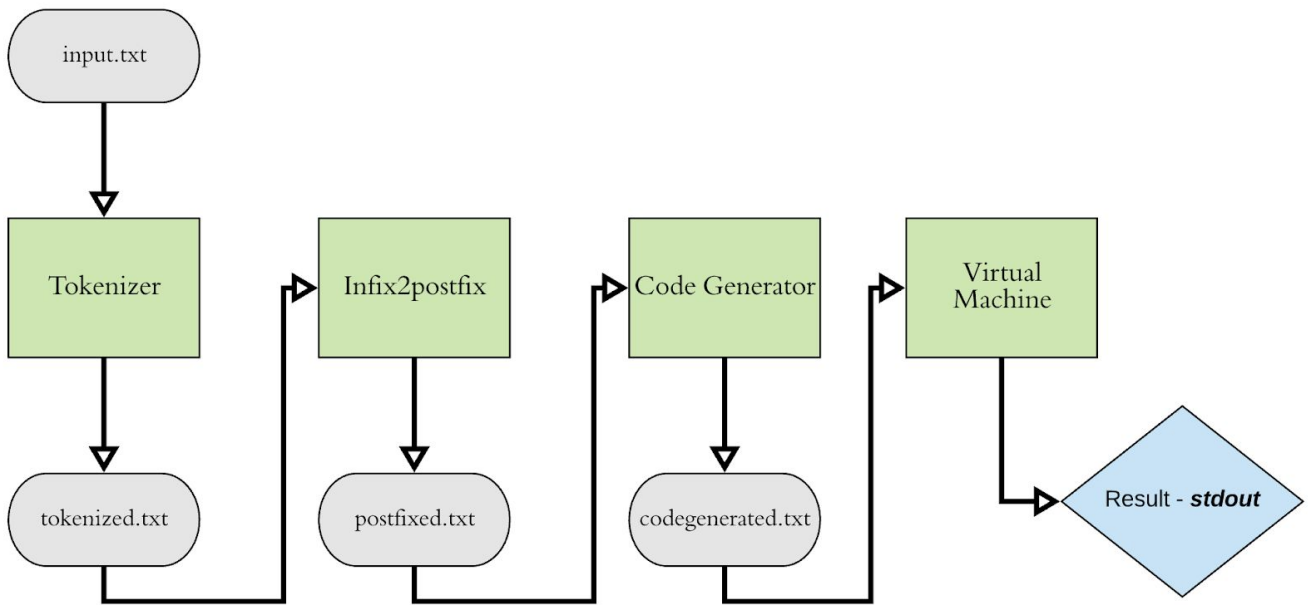 input.txt
Tokenizer
Infix2postfix
Code Generator
Virtual
Machine
tokenized.txt
postfixed.txt
codegenerated.txt
Result - stdout